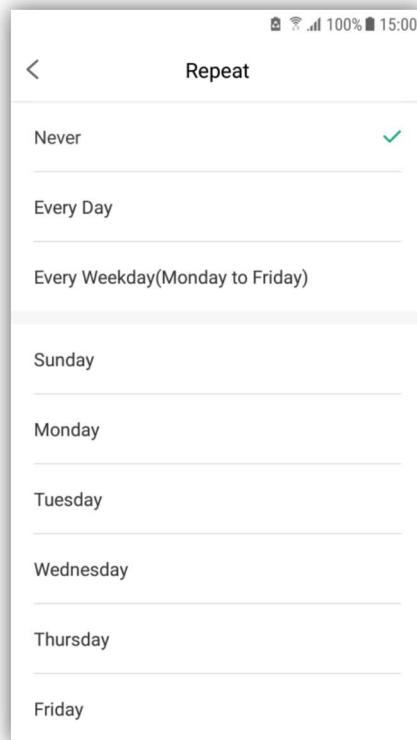 100% 15:00
Repeat
Never
Every Day
Every Weekday(Monday to Friday)
Sunday
Monday
Tuesday
Wednesday
Thursday
Friday